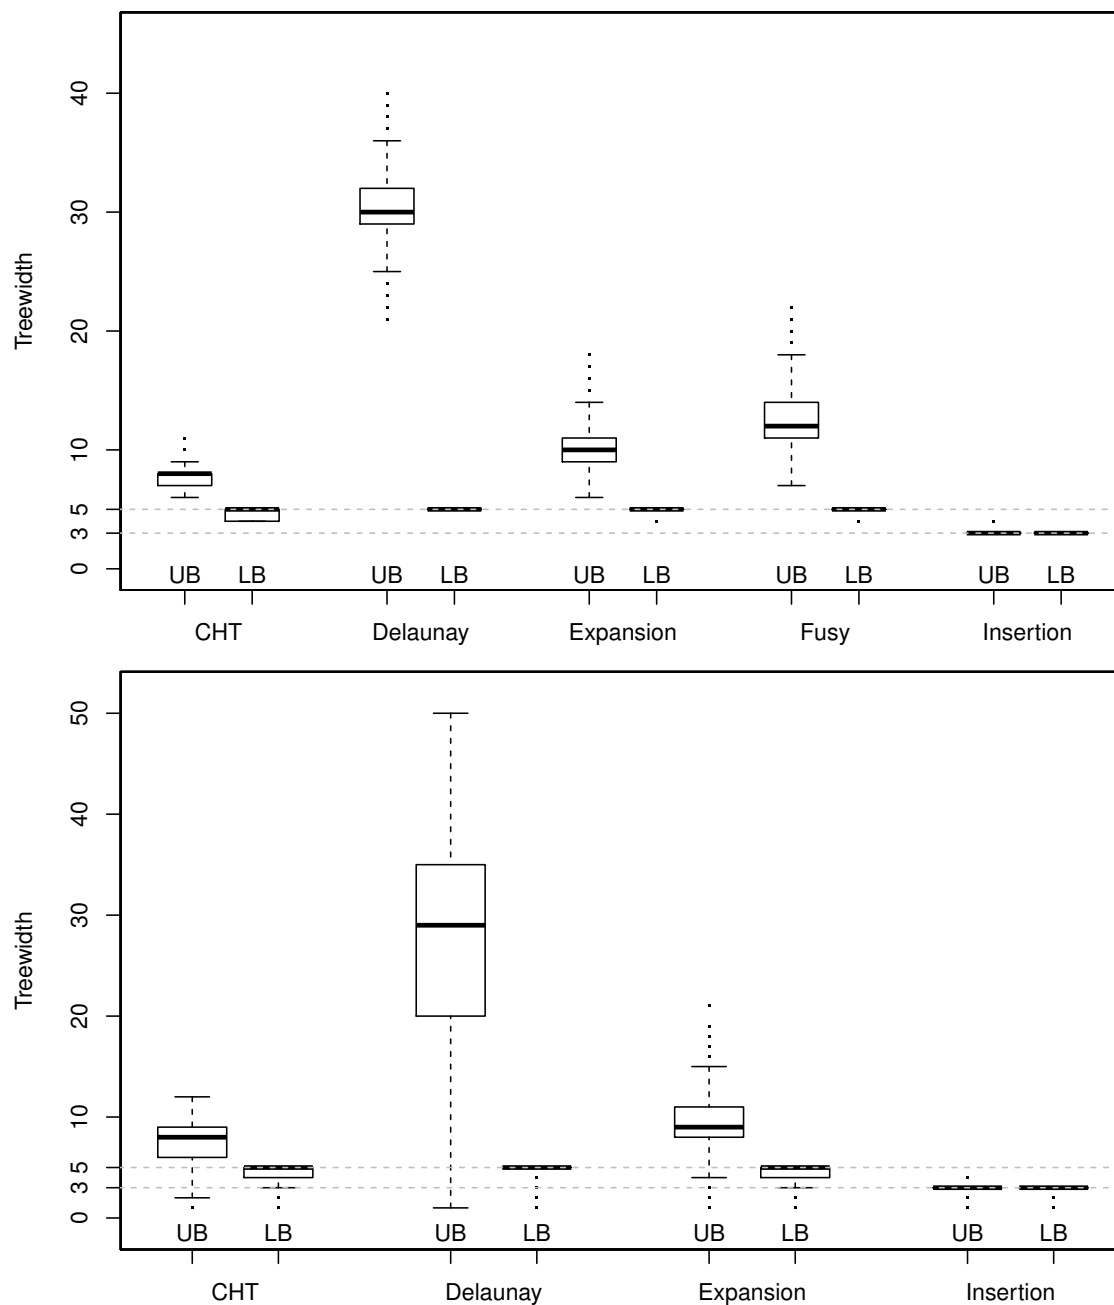 40
30
20
10
5
3
0
Treewidth
UB LB UB LB UB LB UB LB UB LB
CHT Delaunay Expansion Fusy Insertion
50
40
30
20
10
5
3
0
Treewidth
UB LB UB LB UB LB UB LB
CHT Delaunay Expansion Insertion